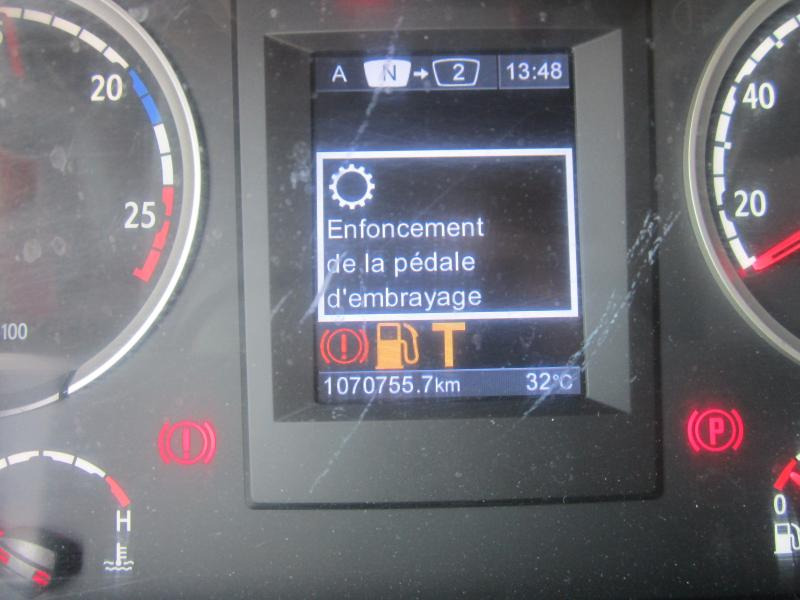 A N → 2 13:48
20
25
100
40
20
Enfoncement
de la pédale
d'embrayage
T
1070755.7km 32°C
P
H
0